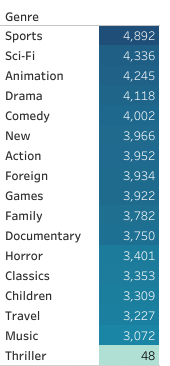 Genre
Sports 4,892
Sci-Fi 4,336
Animation 4,245
Drama 4,118
Comedy 4,002
New 3,966
Action 3,952
Foreign 3,934
Games 3,922
Family 3,782
Documentary 3,750
Horror 3,401
Classics 3,353
Children 3,309
Travel 3,227
Music 3,072
Thriller 48